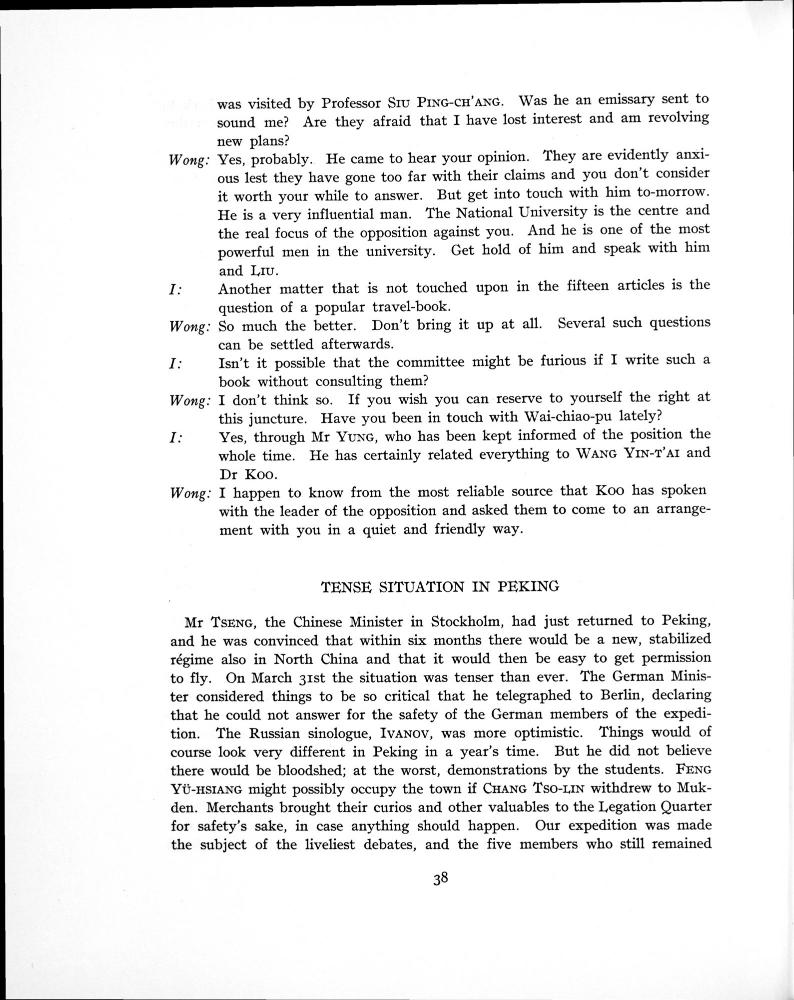 was visited by Professor SIU PING-CH'ANG. Was he an emissary sent to
sound me? Are they afraid that I have lost interest and am revolving
new plans?
Wong: Yes, probably. He came to hear your opinion. They are evidently anxi-
ous lest they have gone too far with their claims and you don't consider
it worth your while to answer. But get into touch with him to-morrow.
He is a very influential man. The National University is the centre and
the real focus of the opposition against you. And he is one of the most
powerful men in the university. Get hold of him and speak with him
and LIU.
I: Another matter that is not touched upon in the fifteen articles is the
question of a popular travel-book.
Wong: So much the better. Don't bring it up at all. Several such questions
can be settled afterwards.
I: Isn't it possible that the committee might be furious if I write such a
book without consulting them?
Wong: I don't think so. If you wish you can reserve to yourself the right at
this juncture. Have you been in touch with Wai-chiao-pu lately?
I: Yes, through Mr YUNG, who has been kept informed of the position the
whole time. He has certainly related everything to WANG YIN-T'AI and
Dr KOO.
Wong: I happen to know from the most reliable source that KOO has spoken
with the leader of the opposition and asked them to come to an arrange-
ment with you in a quiet and friendly way.
TENSE SITUATION IN PEKING
Mr TSENG, the Chinese Minister in Stockholm, had just returned to Peking,
and he was convinced that within six months there would be a new, stabilized
régime also in North China and that it would then be easy to get permission
to fly. On March 31st the situation was tenser than ever. The German Minis-
ter considered things to be so critical that he telegraphed to Berlin, declaring
that he could not answer for the safety of the German members of the expedi-
tion. The Russian sinologue, IVANOV, was more optimistic. Things would of
course look very different in Peking in a year's time. But he did not believe
there would be bloodshed; at the worst, demonstrations by the students. FENG
YÜ-HSIANG might possibly occupy the town if CHANG TSO-LIN withdrew to Muk-
den. Merchants brought their curios and other valuables to the Legation Quarter
for safety's sake, in case anything should happen. Our expedition was made
the subject of the liveliest debates, and the five members who still remained
38